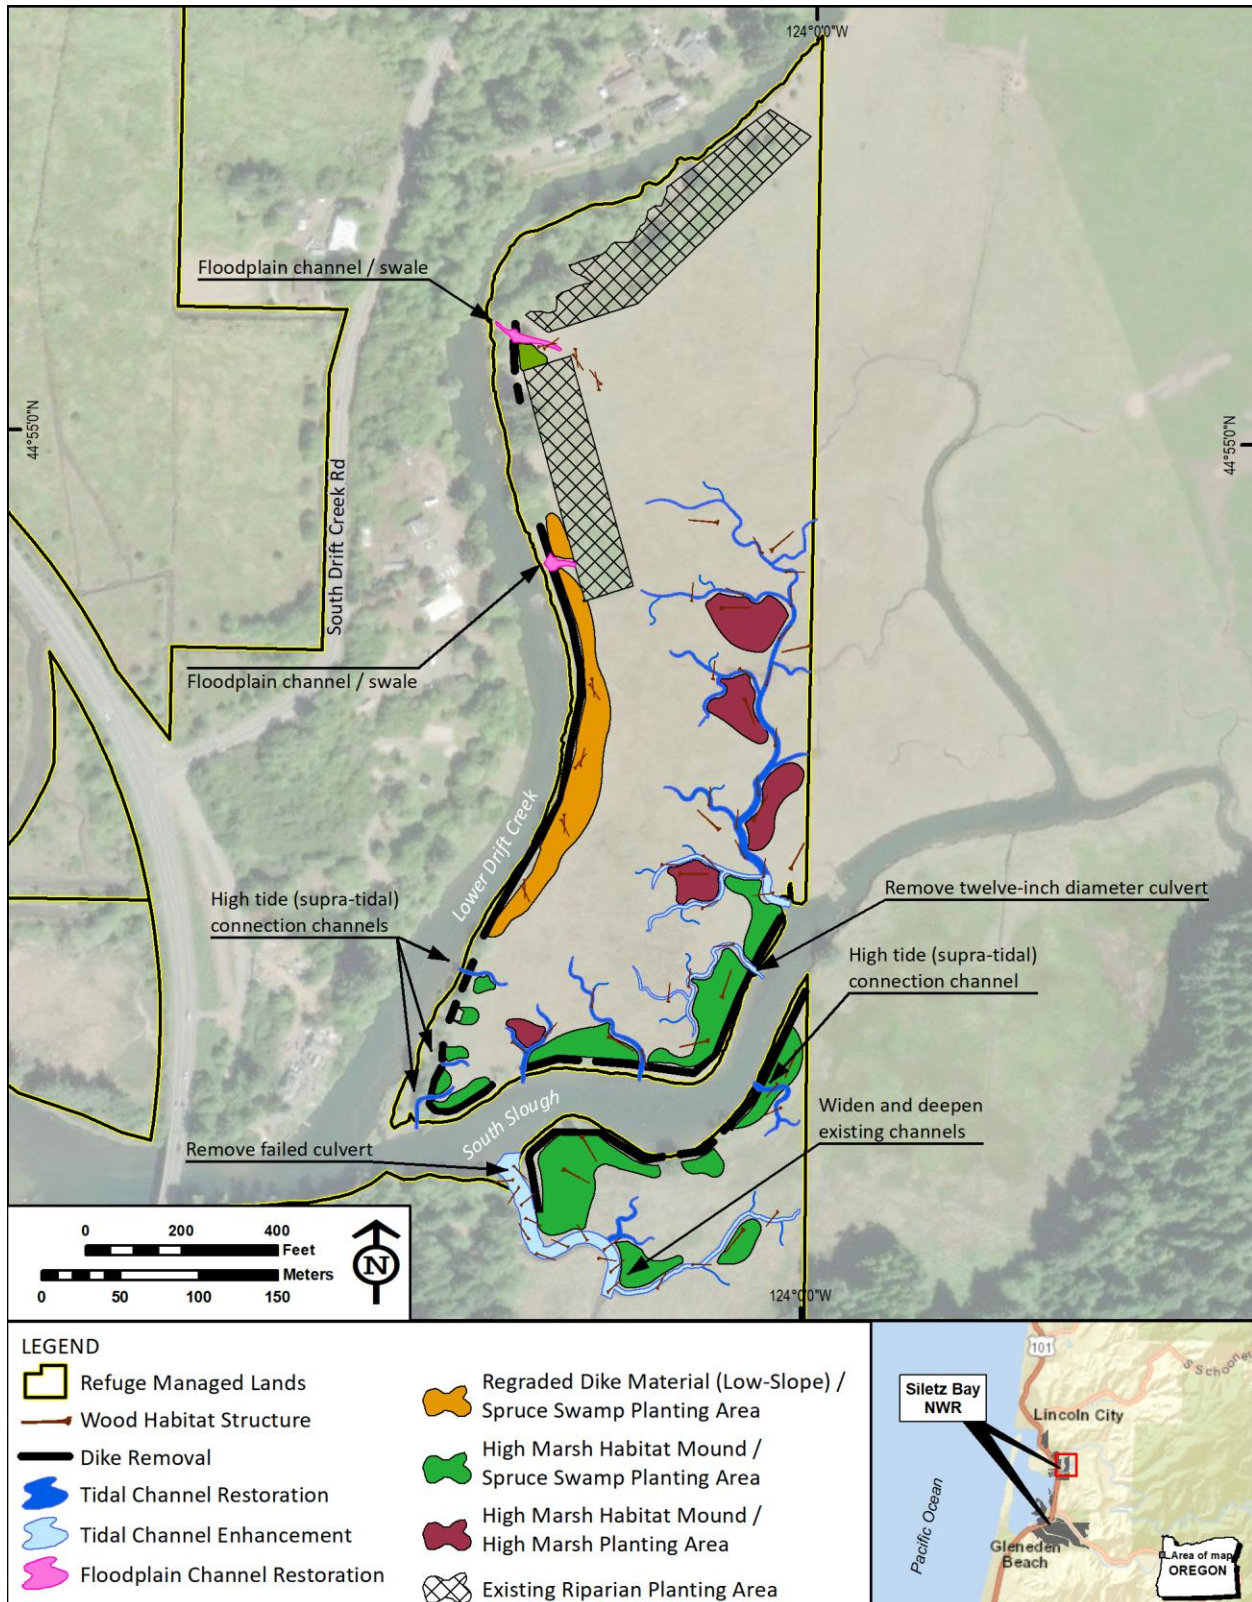 124°0'0"W
Floodplain channel / swale
44°55'0"N
44°55'0"N
South Drift Creek Rd
Floodplain channel / swale
Lower Drift Creek
High tide (supra-tidal)
connection channels
Remove twelve-inch diameter culvert
High tide (supra-tidal)
connection channel
South Slough
Widen and deepen
existing channels
Remove failed culvert
0 200 400
Feet
Meters
0 50 100 150
N
124°0'0"W
LEGEND
Refuge Managed Lands
Wood Habitat Structure
Dike Removal
Tidal Channel Restoration
Tidal Channel Enhancement
Floodplain Channel Restoration
Regraded Dike Material (Low-Slope) /
Spruce Swamp Planting Area
High Marsh Habitat Mound /
Spruce Swamp Planting Area
High Marsh Habitat Mound /
High Marsh Planting Area
Existing Riparian Planting Area
101
S Schooner
Siletz Bay
NWR
Lincoln City
Pacific Ocean
Gleneden
Beach
Area of map
OREGON